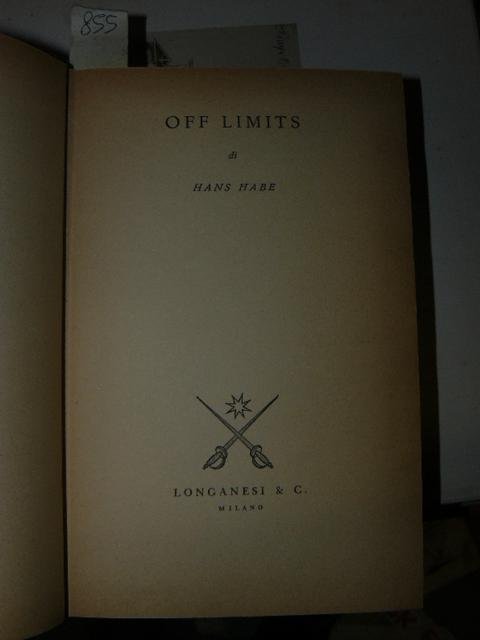 855
OFF LIMITS
di
HANS HABE
LONGANESI & C.
MILANO